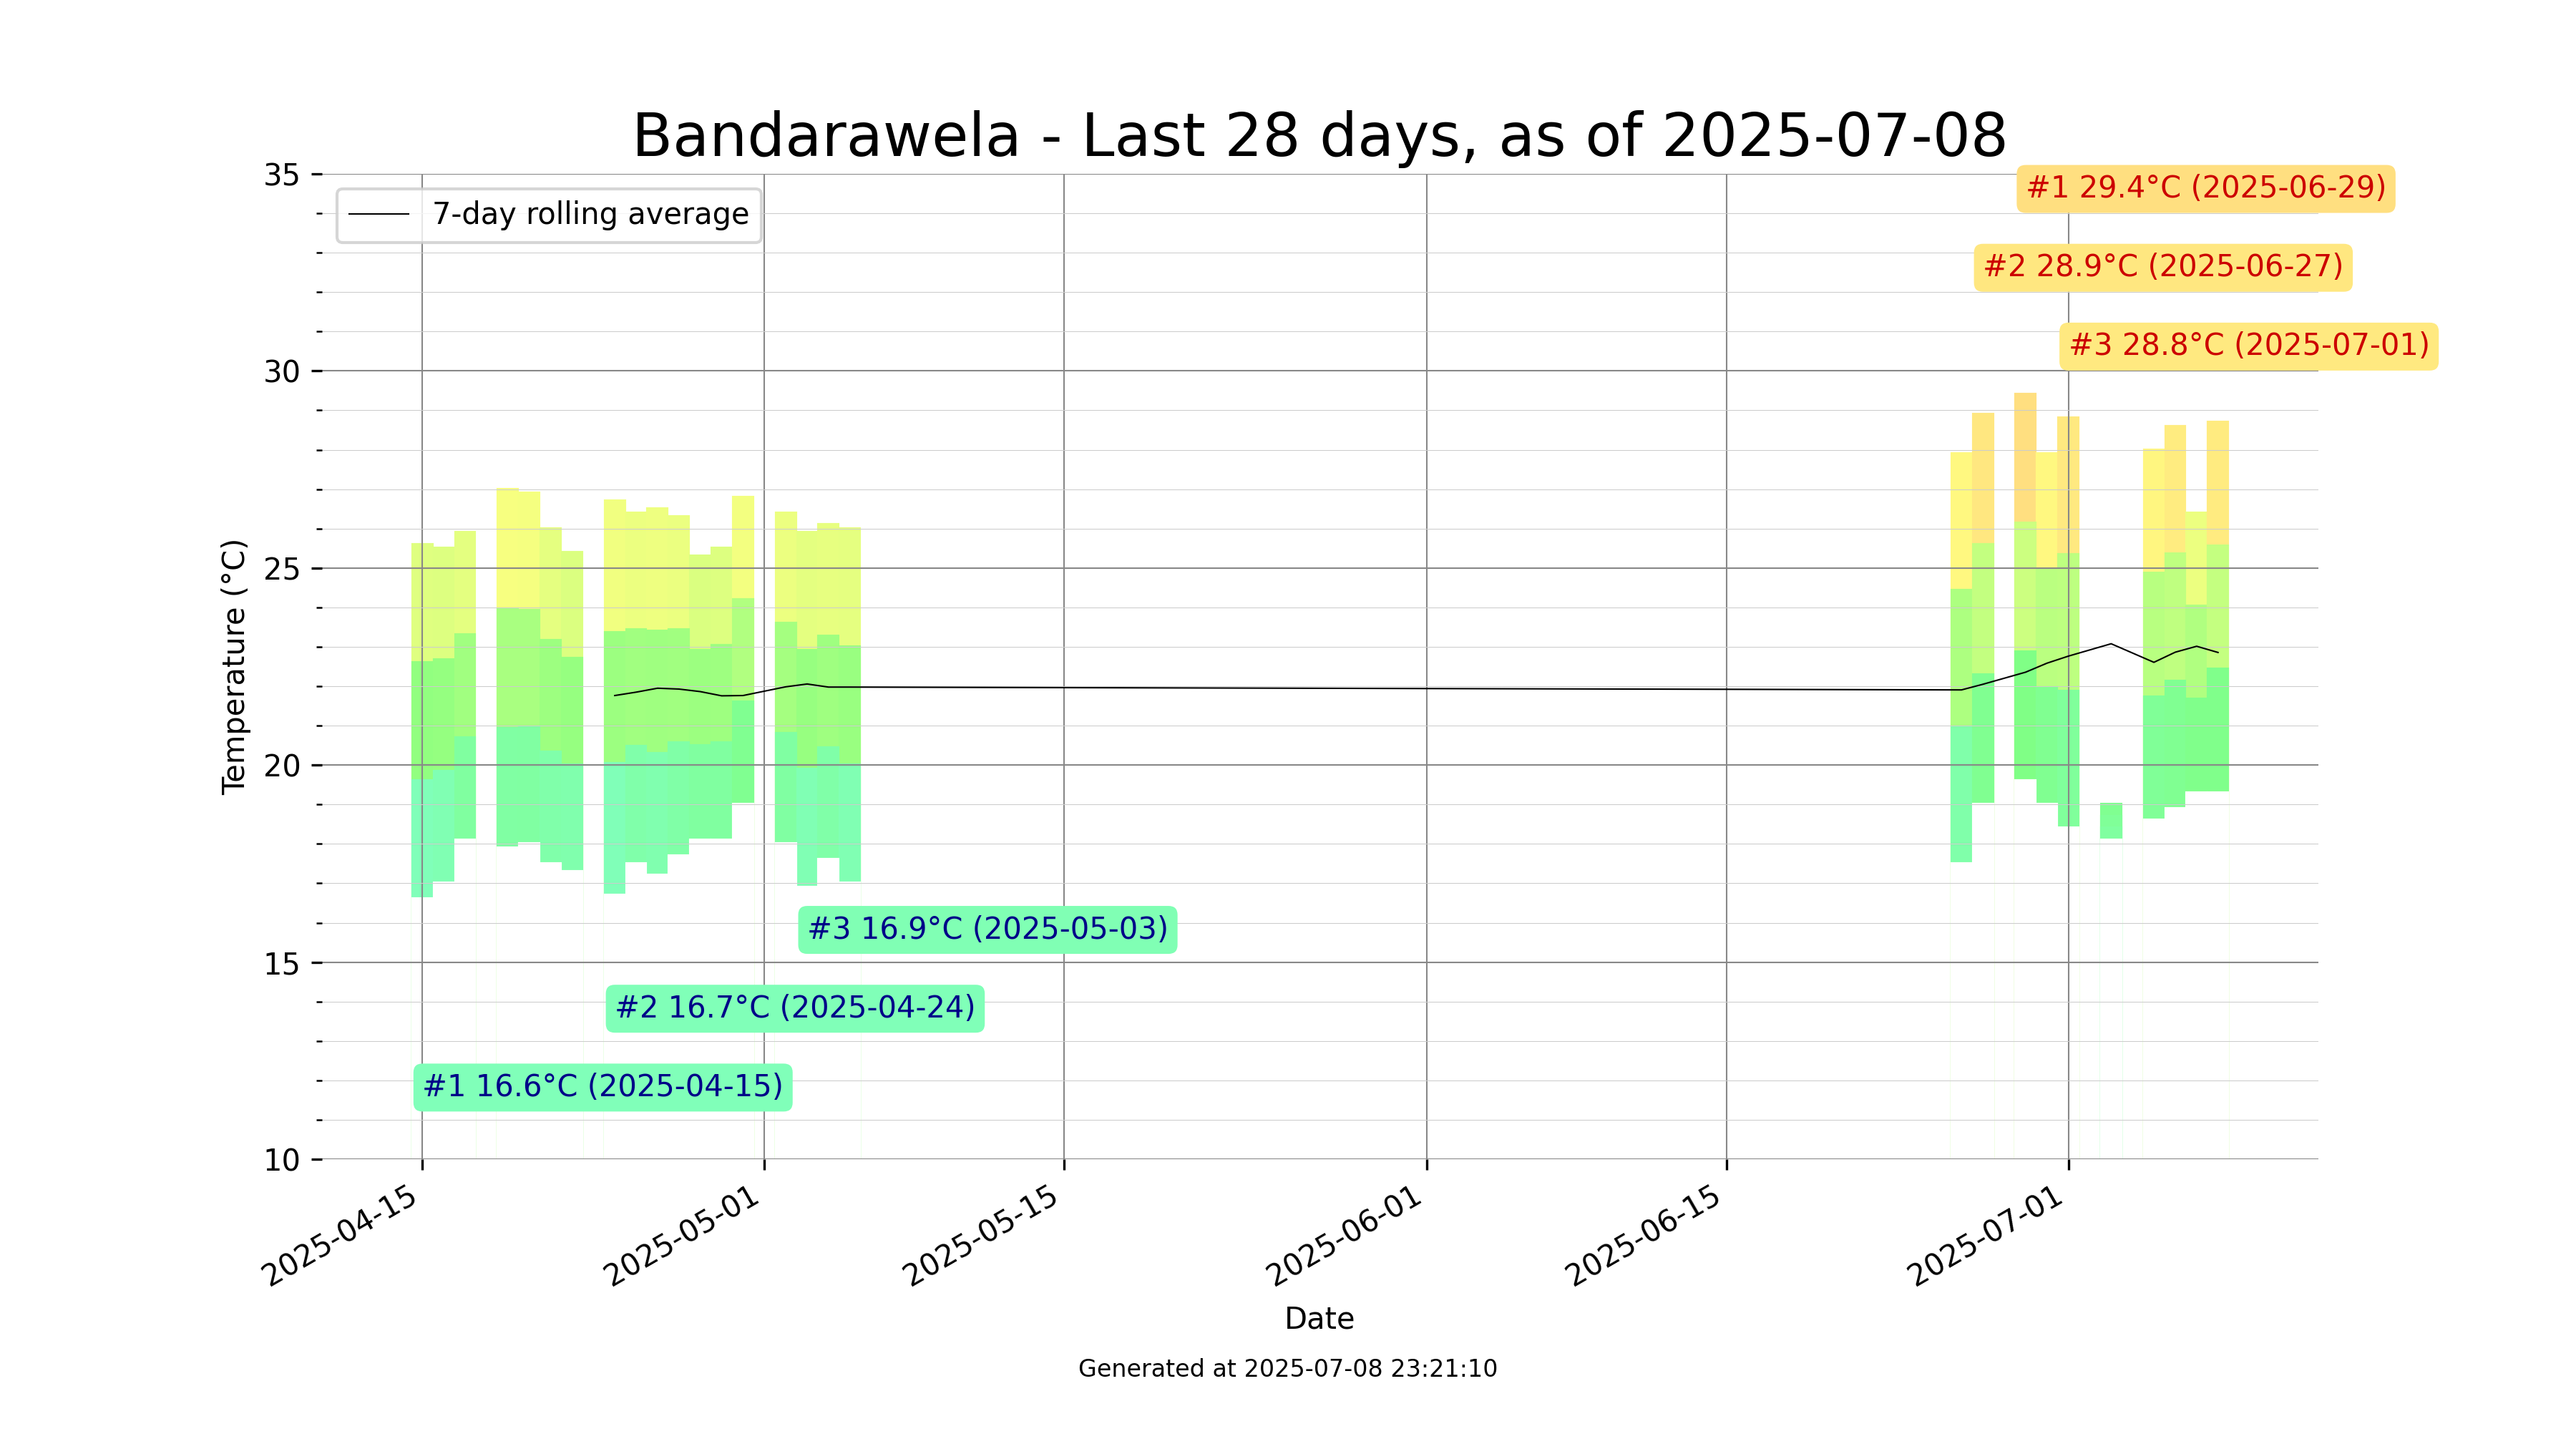 Bandarawela - Last 28 days, as of 2025-07-08
7-day rolling average
#1 29.4°C (2025-06-29)
#2 28.9°C (2025-06-27)
#3 28.8°C (2025-07-01)
#3 16.9°C (2025-05-03)
#2 16.7°C (2025-04-24)
#1 16.6°C (2025-04-15)
Temperature (°C)
35
30
25
20
15
10
2025-04-15
2025-05-01
2025-05-15
2025-06-01
2025-06-15
2025-07-01
Date
Generated at 2025-07-08 23:21:10